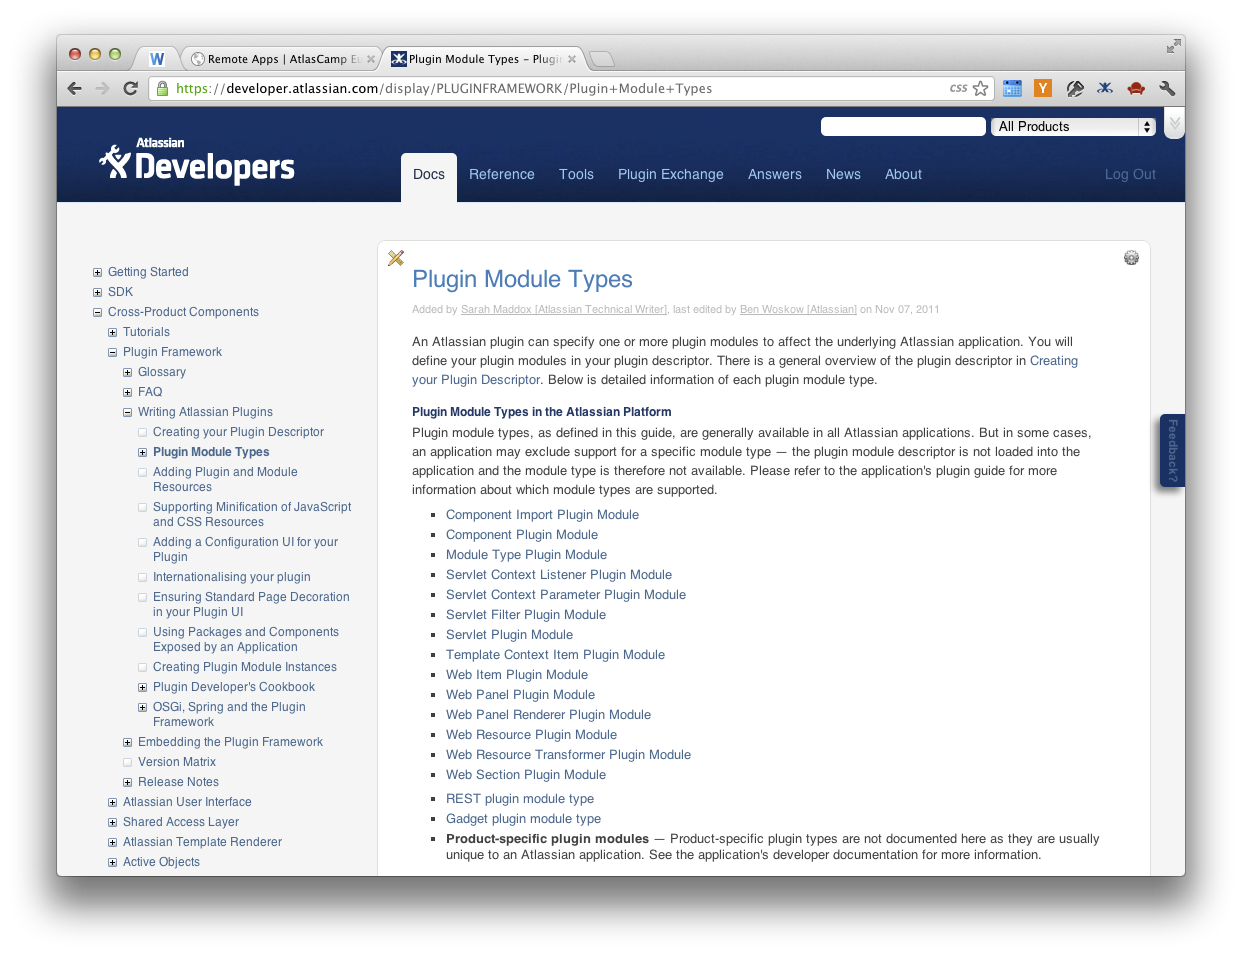 W
Remote Apps | AtlasCamp Eu
Plugin Module Types – Plugi
https://developer.atlassian.com/display/PLUGINFRAMEWORK/Plugin+Module+Types
CSS
Y
All Products
Atlassian
Developers
Docs
Reference
Tools
Plugin Exchange
Answers
News
About
Log Out
Getting Started
SDK
Cross-Product Components
Tutorials
Plugin Framework
Glossary
FAQ
Writing Atlassian Plugins
Creating your Plugin Descriptor
Plugin Module Types
Adding Plugin and Module
Resources
Supporting Minification of JavaScript
and CSS Resources
Adding a Configuration UI for your
Plugin
Internationalising your plugin
Ensuring Standard Page Decoration
in your Plugin UI
Using Packages and Components
Exposed by an Application
Creating Plugin Module Instances
Plugin Developer's Cookbook
OSGi, Spring and the Plugin
Framework
Embedding the Plugin Framework
Version Matrix
Release Notes
Atlassian User Interface
Shared Access Layer
Atlassian Template Renderer
Active Objects
Plugin Module Types
Added by Sarah Maddox [Atlassian Technical Writer], last edited by Ben Woskow [Atlassian] on Nov 07, 2011
An Atlassian plugin can specify one or more plugin modules to affect the underlying Atlassian application. You will
define your plugin modules in your plugin descriptor. There is a general overview of the plugin descriptor in Creating
your Plugin Descriptor. Below is detailed information of each plugin module type.
Plugin Module Types in the Atlassian Platform
Plugin module types, as defined in this guide, are generally available in all Atlassian applications. But in some cases,
an application may exclude support for a specific module type — the plugin module descriptor is not loaded into the
application and the module type is therefore not available. Please refer to the application's plugin guide for more
information about which module types are supported.
Component Import Plugin Module
Component Plugin Module
Module Type Plugin Module
Servlet Context Listener Plugin Module
Servlet Context Parameter Plugin Module
Servlet Filter Plugin Module
Servlet Plugin Module
Template Context Item Plugin Module
Web Item Plugin Module
Web Panel Plugin Module
Web Panel Renderer Plugin Module
Web Resource Plugin Module
Web Resource Transformer Plugin Module
Web Section Plugin Module
REST plugin module type
Gadget plugin module type
Product-specific plugin modules — Product-specific plugin types are not documented here as they are usually
unique to an Atlassian application. See the application's developer documentation for more information.
Feedback?